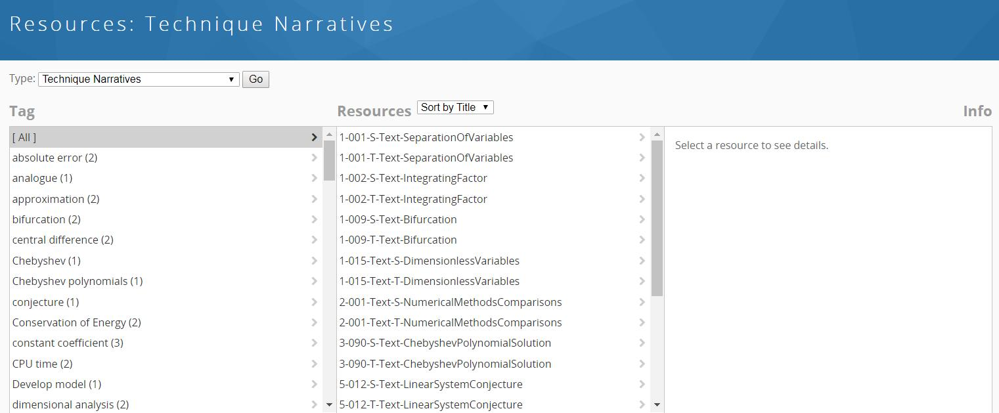 Resources: Technique Narratives
Type: Technique Narratives Go
Tag
Resources Sort by Title
Info
[ All ]
absolute error (2)
analogue (1)
approximation (2)
bifurcation (2)
central difference (2)
Chebyshev (1)
Chebyshev polynomials (1)
conjecture (1)
Conservation of Energy (2)
constant coefficient (3)
CPU time (2)
Develop model (1)
dimensional analysis (2)
1-001-S-Text-SeparationOfVariables
1-001-T-Text-SeparationOfVariables
1-002-S-Text-IntegratingFactor
1-002-T-Text-IntegratingFactor
1-009-S-Text-Bifurcation
1-009-T-Text-Bifurcation
1-015-Text-S-DimensionlessVariables
1-015-Text-T-DimensionlessVariables
2-001-Text-S-NumericalMethodsComparisons
2-001-Text-T-NumericalMethodsComparisons
3-090-S-Text-ChebyshevPolynomialSolution
3-090-T-Text-ChebyshevPolynomialSolution
5-012-S-Text-LinearSystemConjecture
5-012-T-Text-LinearSystemConjecture
Select a resource to see details.